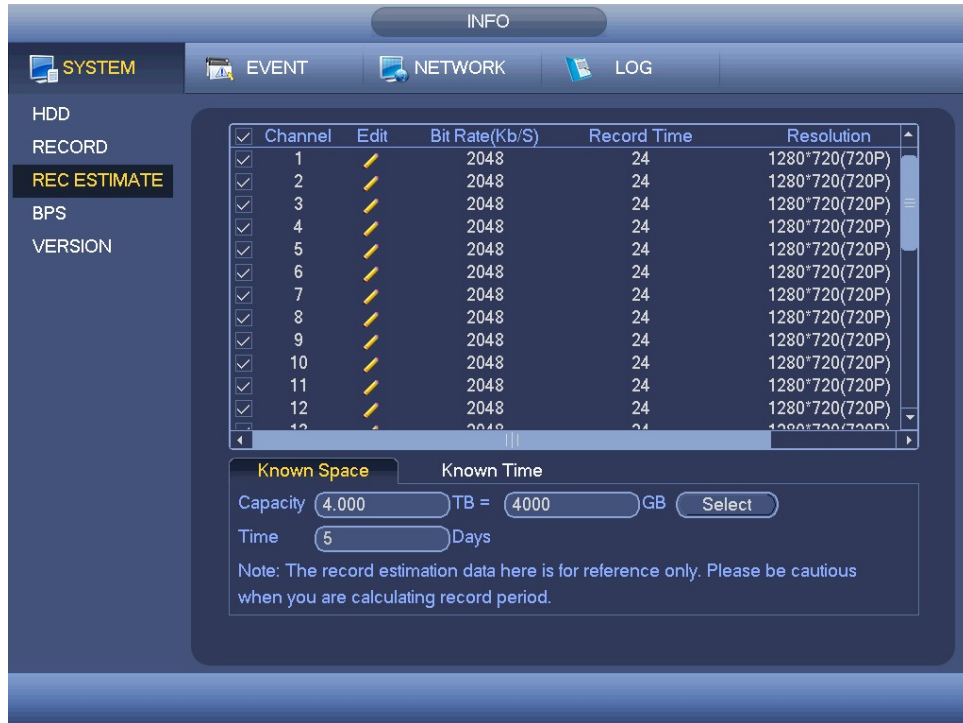 INFO
SYSTEM EVENT NETWORK LOG
HDD
RECORD
REC ESTIMATE
BPS
VERSION
Channel Edit Bit Rate(Kb/S) Record Time Resolution
1 2048 24 1280*720(720P)
2 2048 24 1280*720(720P)
3 2048 24 1280*720(720P)
4 2048 24 1280*720(720P)
5 2048 24 1280*720(720P)
6 2048 24 1280*720(720P)
7 2048 24 1280*720(720P)
8 2048 24 1280*720(720P)
9 2048 24 1280*720(720P)
10 2048 24 1280*720(720P)
11 2048 24 1280*720(720P)
12 2048 24 1280*720(720P)
13 2048 24 1280*720(720P)
Known Space Known Time
Capacity 4.000 TB = 4000 GB Select
Time 5 Days
Note: The record estimation data here is for reference only. Please be cautious
when you are calculating record period.